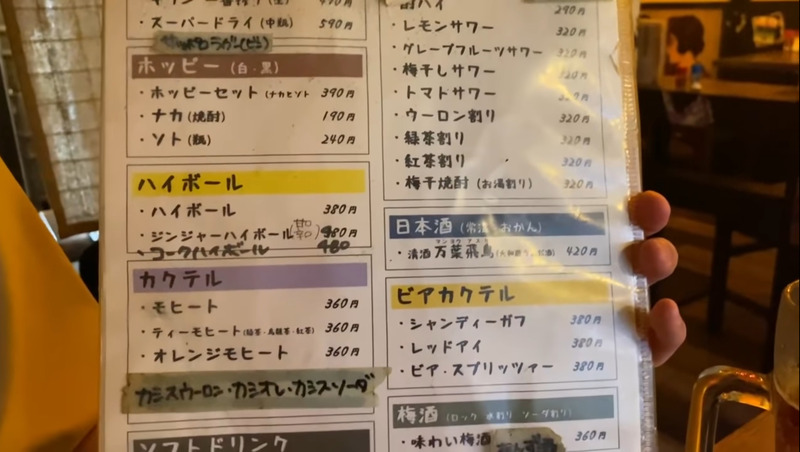 ・スーパードライ(中瓶) 590円
ホッピー(白・黒)
・ホッピーセット(ナカとソト 390円
・ナカ(焼酎) 190円
・ソト(瓶) 240円
ハイボール
・ハイボール 380円
・ジンジャーハイボール(甘 辛) 円
・コークハイボール 480
カクテル
・モヒート 360円
・ティーモヒート(緑茶・烏龍茶・紅茶) 360円
・オレンジモヒート 360円
カシスウーロン・カシオレ・カシスソーダ
ソフトドリンク
酎ハイ 290円
・レモンサワー 320円
・グレープフルーツサワー 320円
・梅干しサワー 320円
・トマトサワー
・ウーロン割り 320円
・緑茶割り 320円
・紅茶割り 320円
・梅干焼酎(お湯割り) 320円
日本酒(常温 おかん)
・清酒 万葉飛鳥 420円
ビアカクテル
・シャンディーガフ 380円
・レッドアイ 380円
・ビア・スプリッツァー 380円
梅酒(ロック 水割り ソーダ割り)
・味わい梅酒 360円